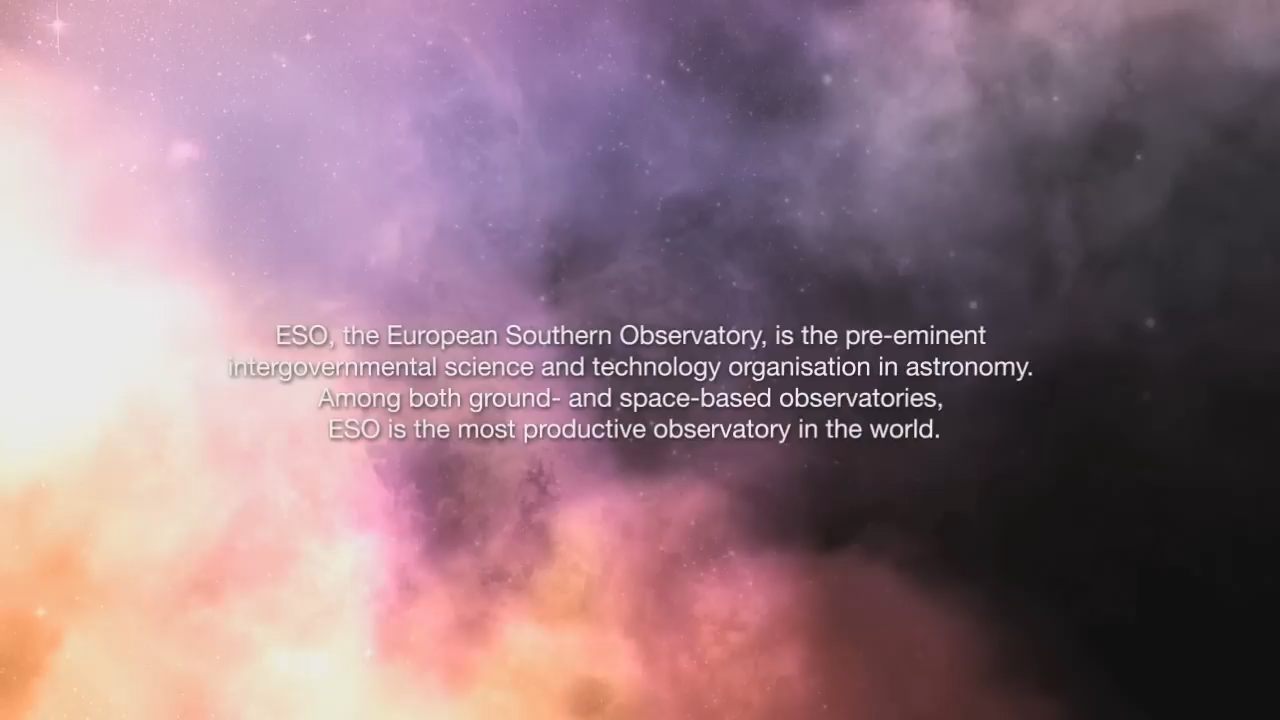 ESO, the European Southern Observatory, is the pre-eminent
intergovernmental science and technology organisation in astronomy.
Among both ground- and space-based observatories,
ESO is the most productive observatory in the world.